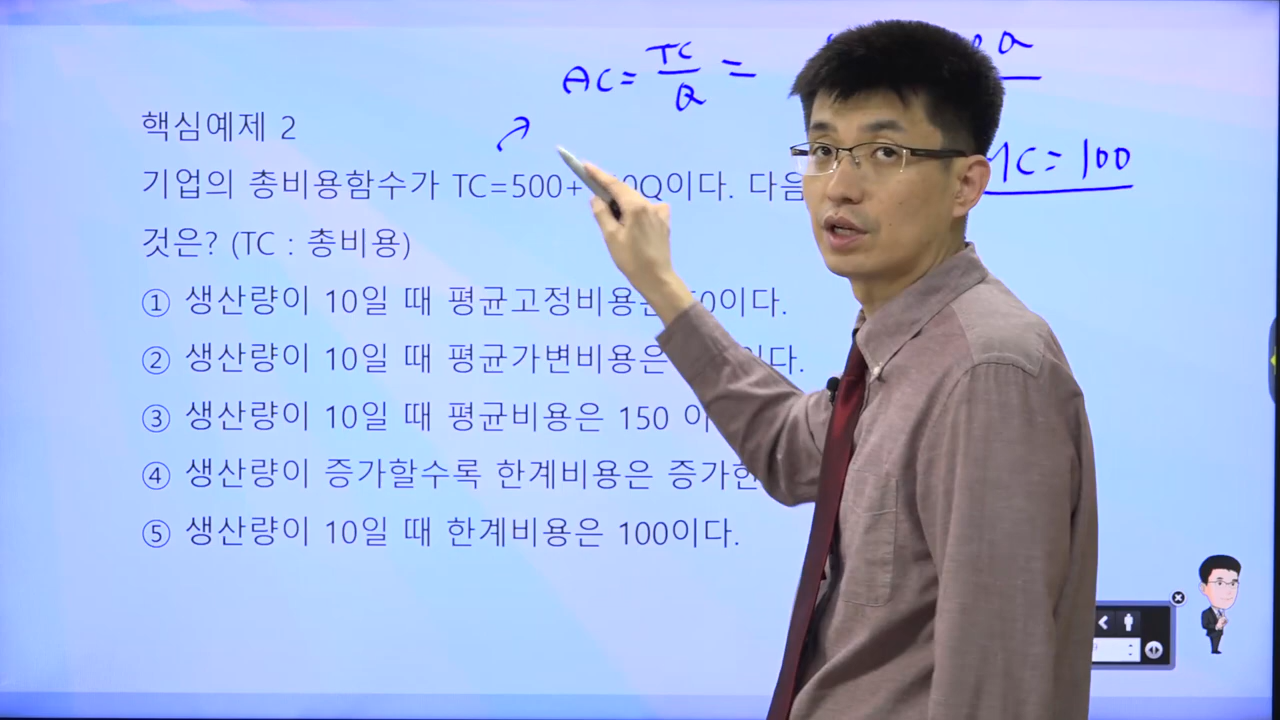 AC = TC/Q =
a
MC = 100
핵심예제 2
기업의 총비용함수가 TC=500+ 0Q이다. 다음
것은? (TC : 총비용)
① 생산량이 10일 때 평균고정비용은 50이다.
② 생산량이 10일 때 평균가변비용은 이다.
③ 생산량이 10일 때 평균비용은 150 이
④ 생산량이 증가할수록 한계비용은 증가한
⑤ 생산량이 10일 때 한계비용은 100이다.